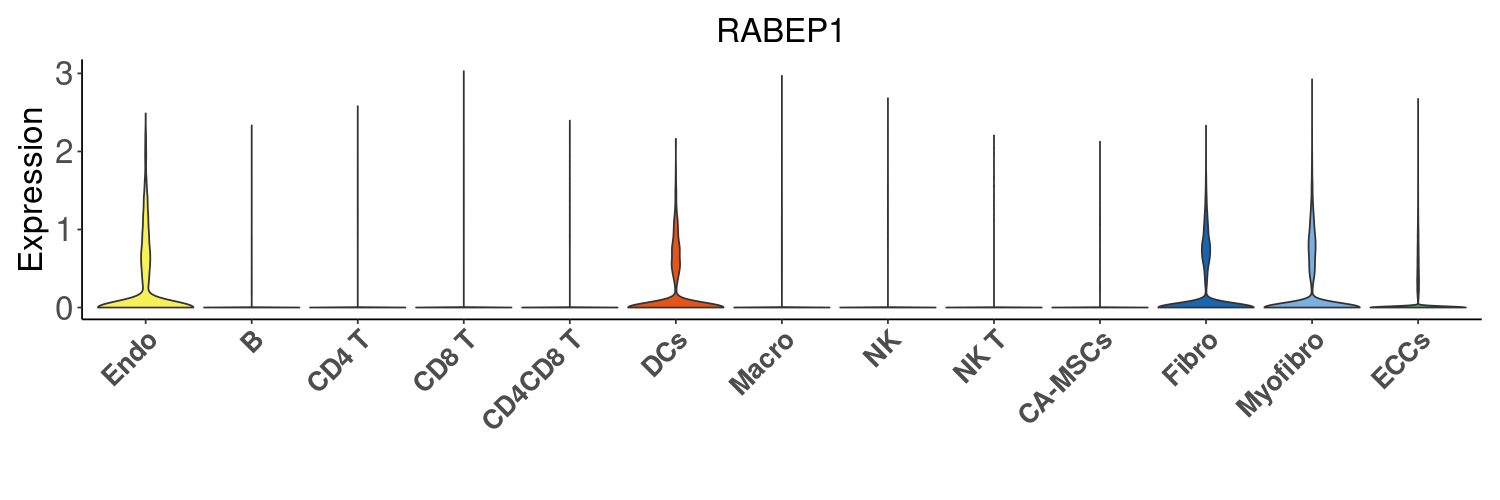 RABEP1
Expression
3
2
1
0
Endo
B
CD4 T
CD8 T
CD4CD8 T
DCs
Macro
NK
NK T
CA-MSCs
Fibro
Myofibro
ECCs